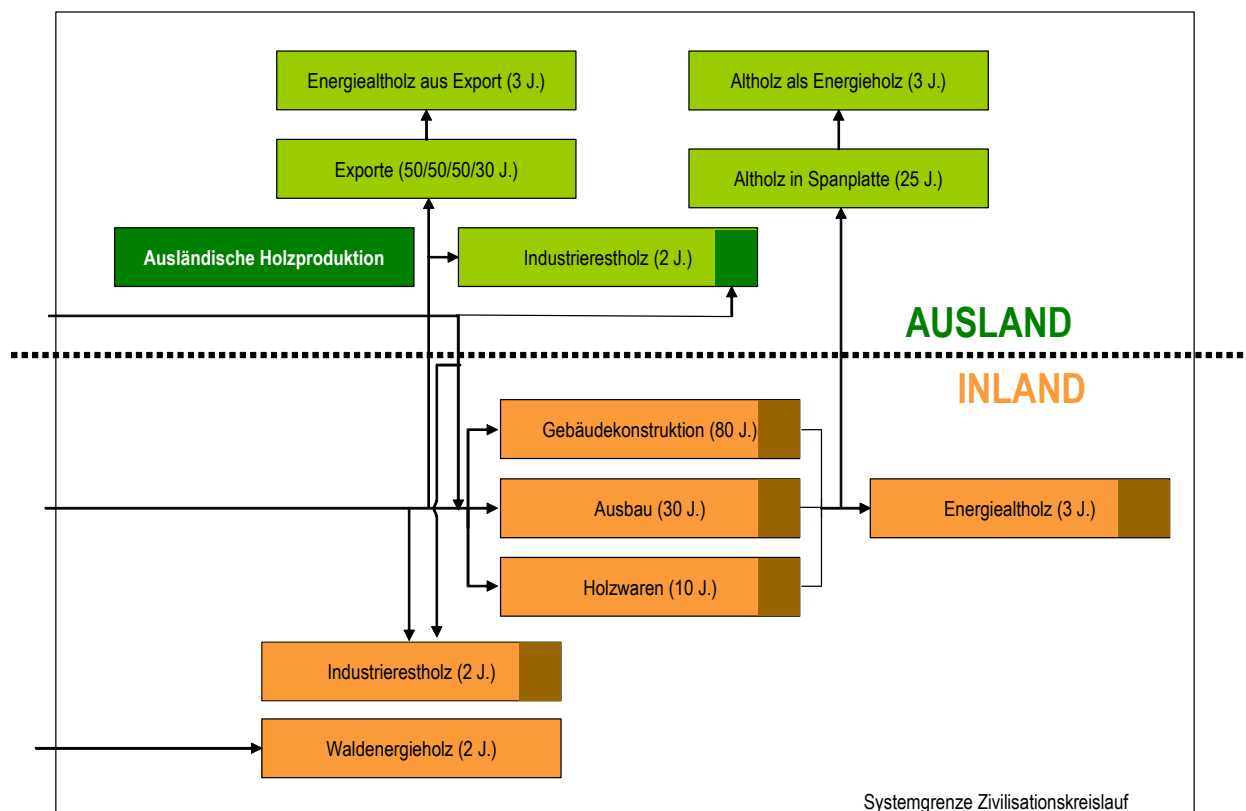 Energiealtholz aus Export (3 J.)
Altholz als Energieholz (3 J.)
Exporte (50/50/50/30 J.)
Altholz in Spanplatte (25 J.)
Ausländische Holzproduktion
Industrierestholz (2 J.)
AUSLAND
INLAND
Gebäudekonstruktion (80 J.)
Ausbau (30 J.)
Energiealtholz (3 J.)
Holzwaren (10 J.)
Industrierestholz (2 J.)
Waldenergieholz (2 J.)
Systemgrenze Zivilisationskreislauf